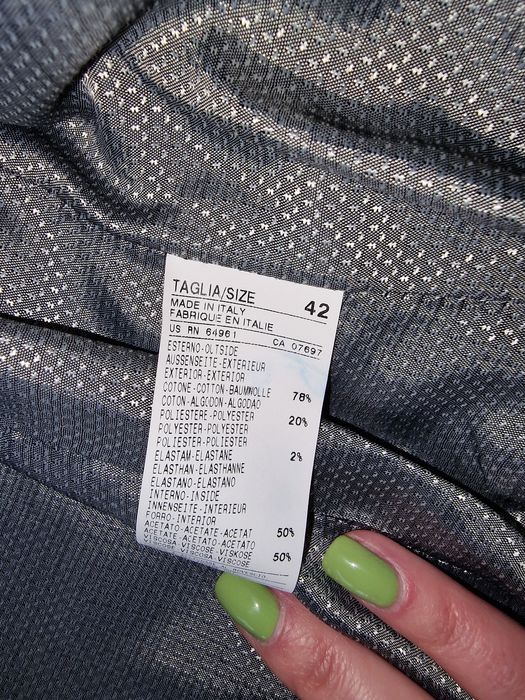 TAGLIA/SIZE 42
MADE IN ITALY
FABRIQUE EN ITALIE
US RN 64961 CA 07697
ESTERNO-OUTSIDE
AUSSENSEITE-EXTERIEUR
EXTERIOR-EXTERIOR
COTONE-COTTON-BAUMWOLLE 78%
COTON-ALGODON-ALGODAO
POLIESTERE-POLYESTER 20%
POLYESTER-POLYESTER
POLIESTER-POLIESTER
ELASTAM-ELASTANE 2%
ELASTHAN-ELASTHANNE
ELASTANO-ELASTANO
INTERNO-INSIDE
INNENSEITE-INTERIEUR
FORRO-INTERIOR
ACETATO-ACETATE-ACETAT 50%
ACETATE-ACETATO-ACETATO
VISCOSA-VISCOSE-VISKOSE 50%
VISCOSE-VISCOSA-VISCOSE